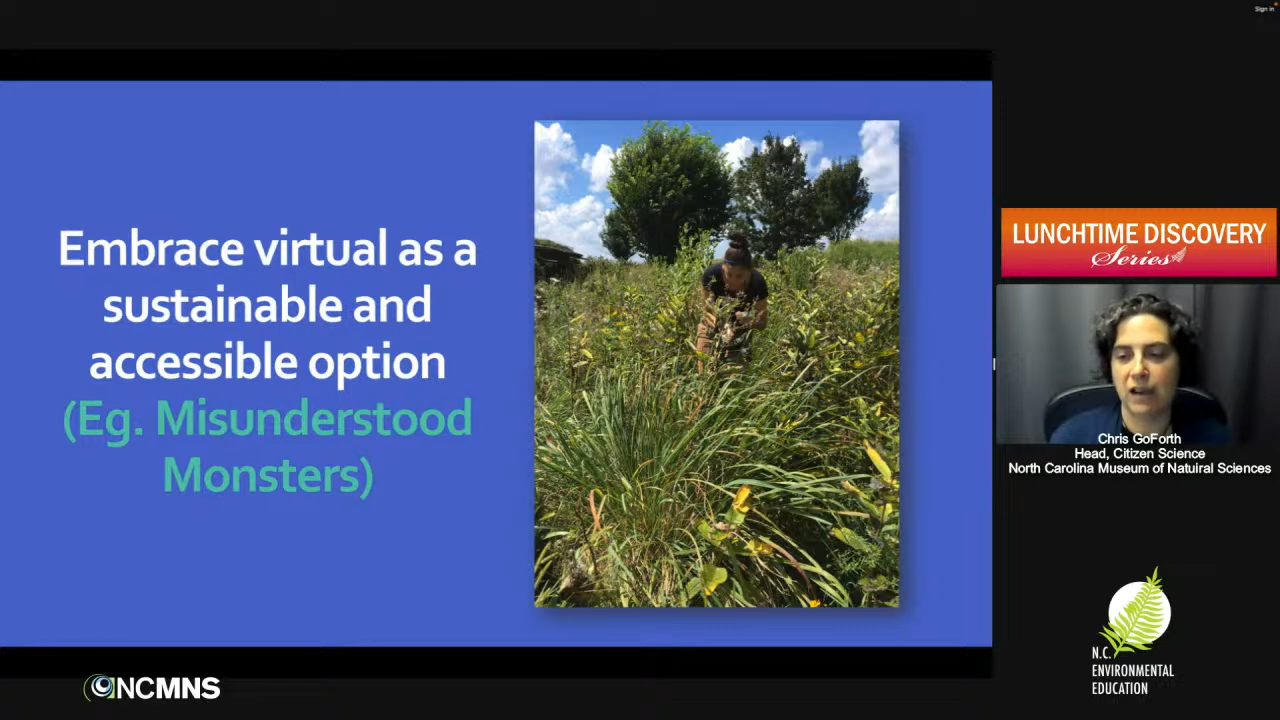 Sign in
Embrace virtual as a
sustainable and
accessible option
(Eg. Misunderstood
Monsters)
LUNCHTIME DISCOVERY
Series
Chris GoForth
Head, Citizen Science
North Carolina Museum of Natuiral Sciences
NCMNS
N.C.
ENVIRONMENTAL
EDUCATION